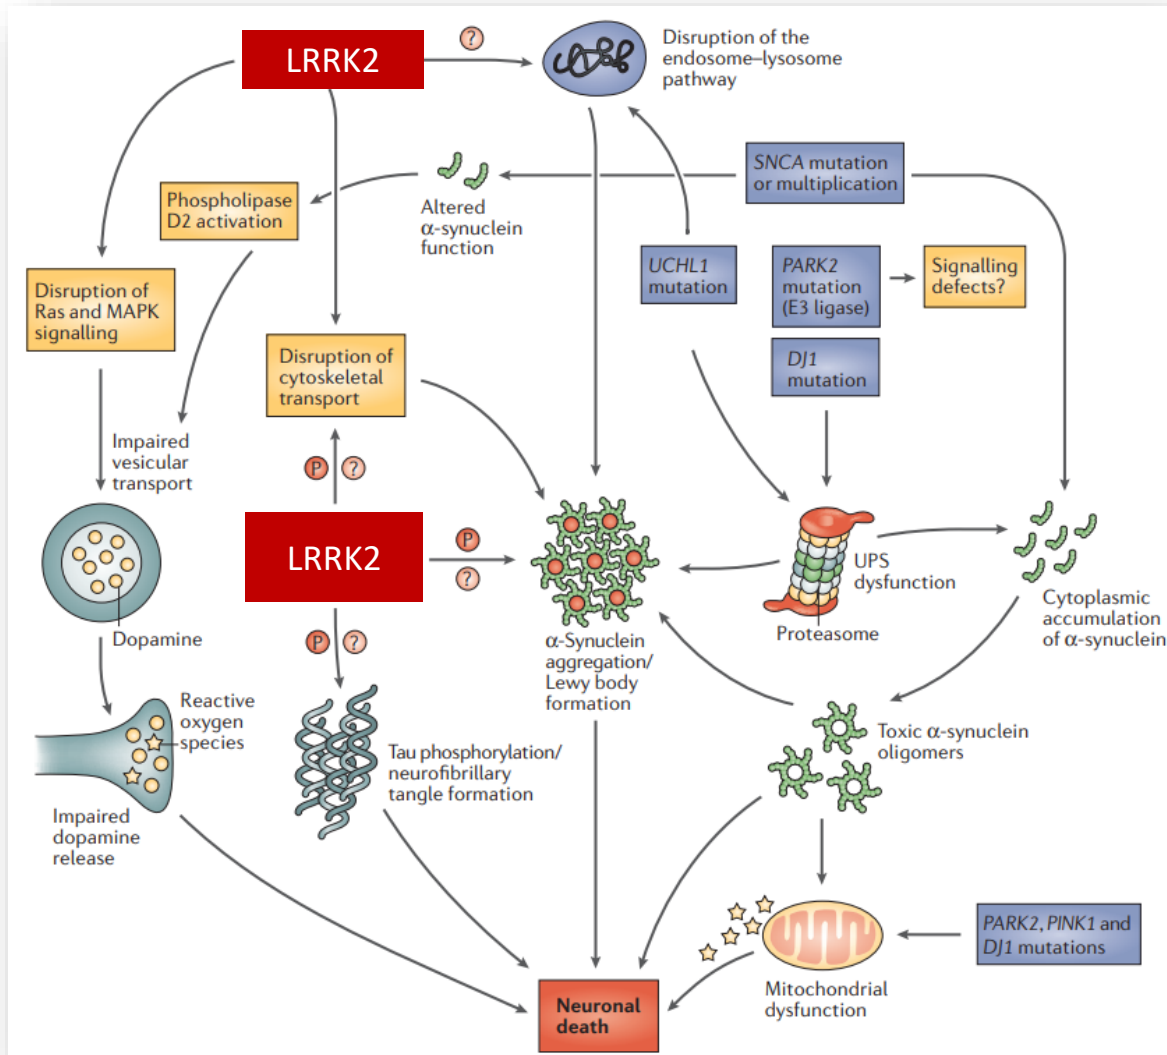 LRRK2
?
Disruption of the
endosome–lysosome
pathway
SNCA mutation
or multiplication
Phospholipase
D2 activation
Altered
α-synuclein
function
UCHL1
mutation
PARK2
mutation
(E3 ligase)
Signalling
defects?
Disruption of
Ras and MAPK
signalling
DJ1
mutation
Disruption of
cytoskeletal
transport
Impaired
vesicular
transport
P
?
LRRK2
P
?
P
?
UPS
dysfunction
Proteasome
Cytoplasmic
accumulation
of α-synuclein
Dopamine
α-Synuclein
aggregation/
Lewy body
formation
Reactive
oxygen
species
Tau phosphorylation/
neurofibrillary
tangle formation
Toxic α-synuclein
oligomers
Impaired
dopamine
release
PARK2, PINK1 and
DJ1 mutations
Mitochondrial
dysfunction
Neuronal
death